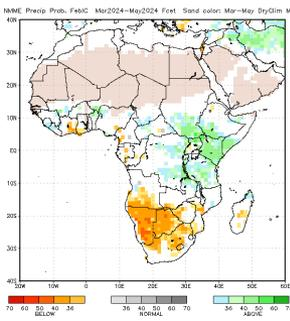 NMME Precip Prob. FebIC Mar2024-May2024 Fcst Sand color: Mar-May DryClim M
40N
30N
20N
10N
EQ
10S
20S
30S
40S
20W 10W 0 10E 20E 30E 40E 50E 60E
70 60 50 40 36 36 40 50 60 70 36 40 50 60 70
BELOW NORMAL ABOVE